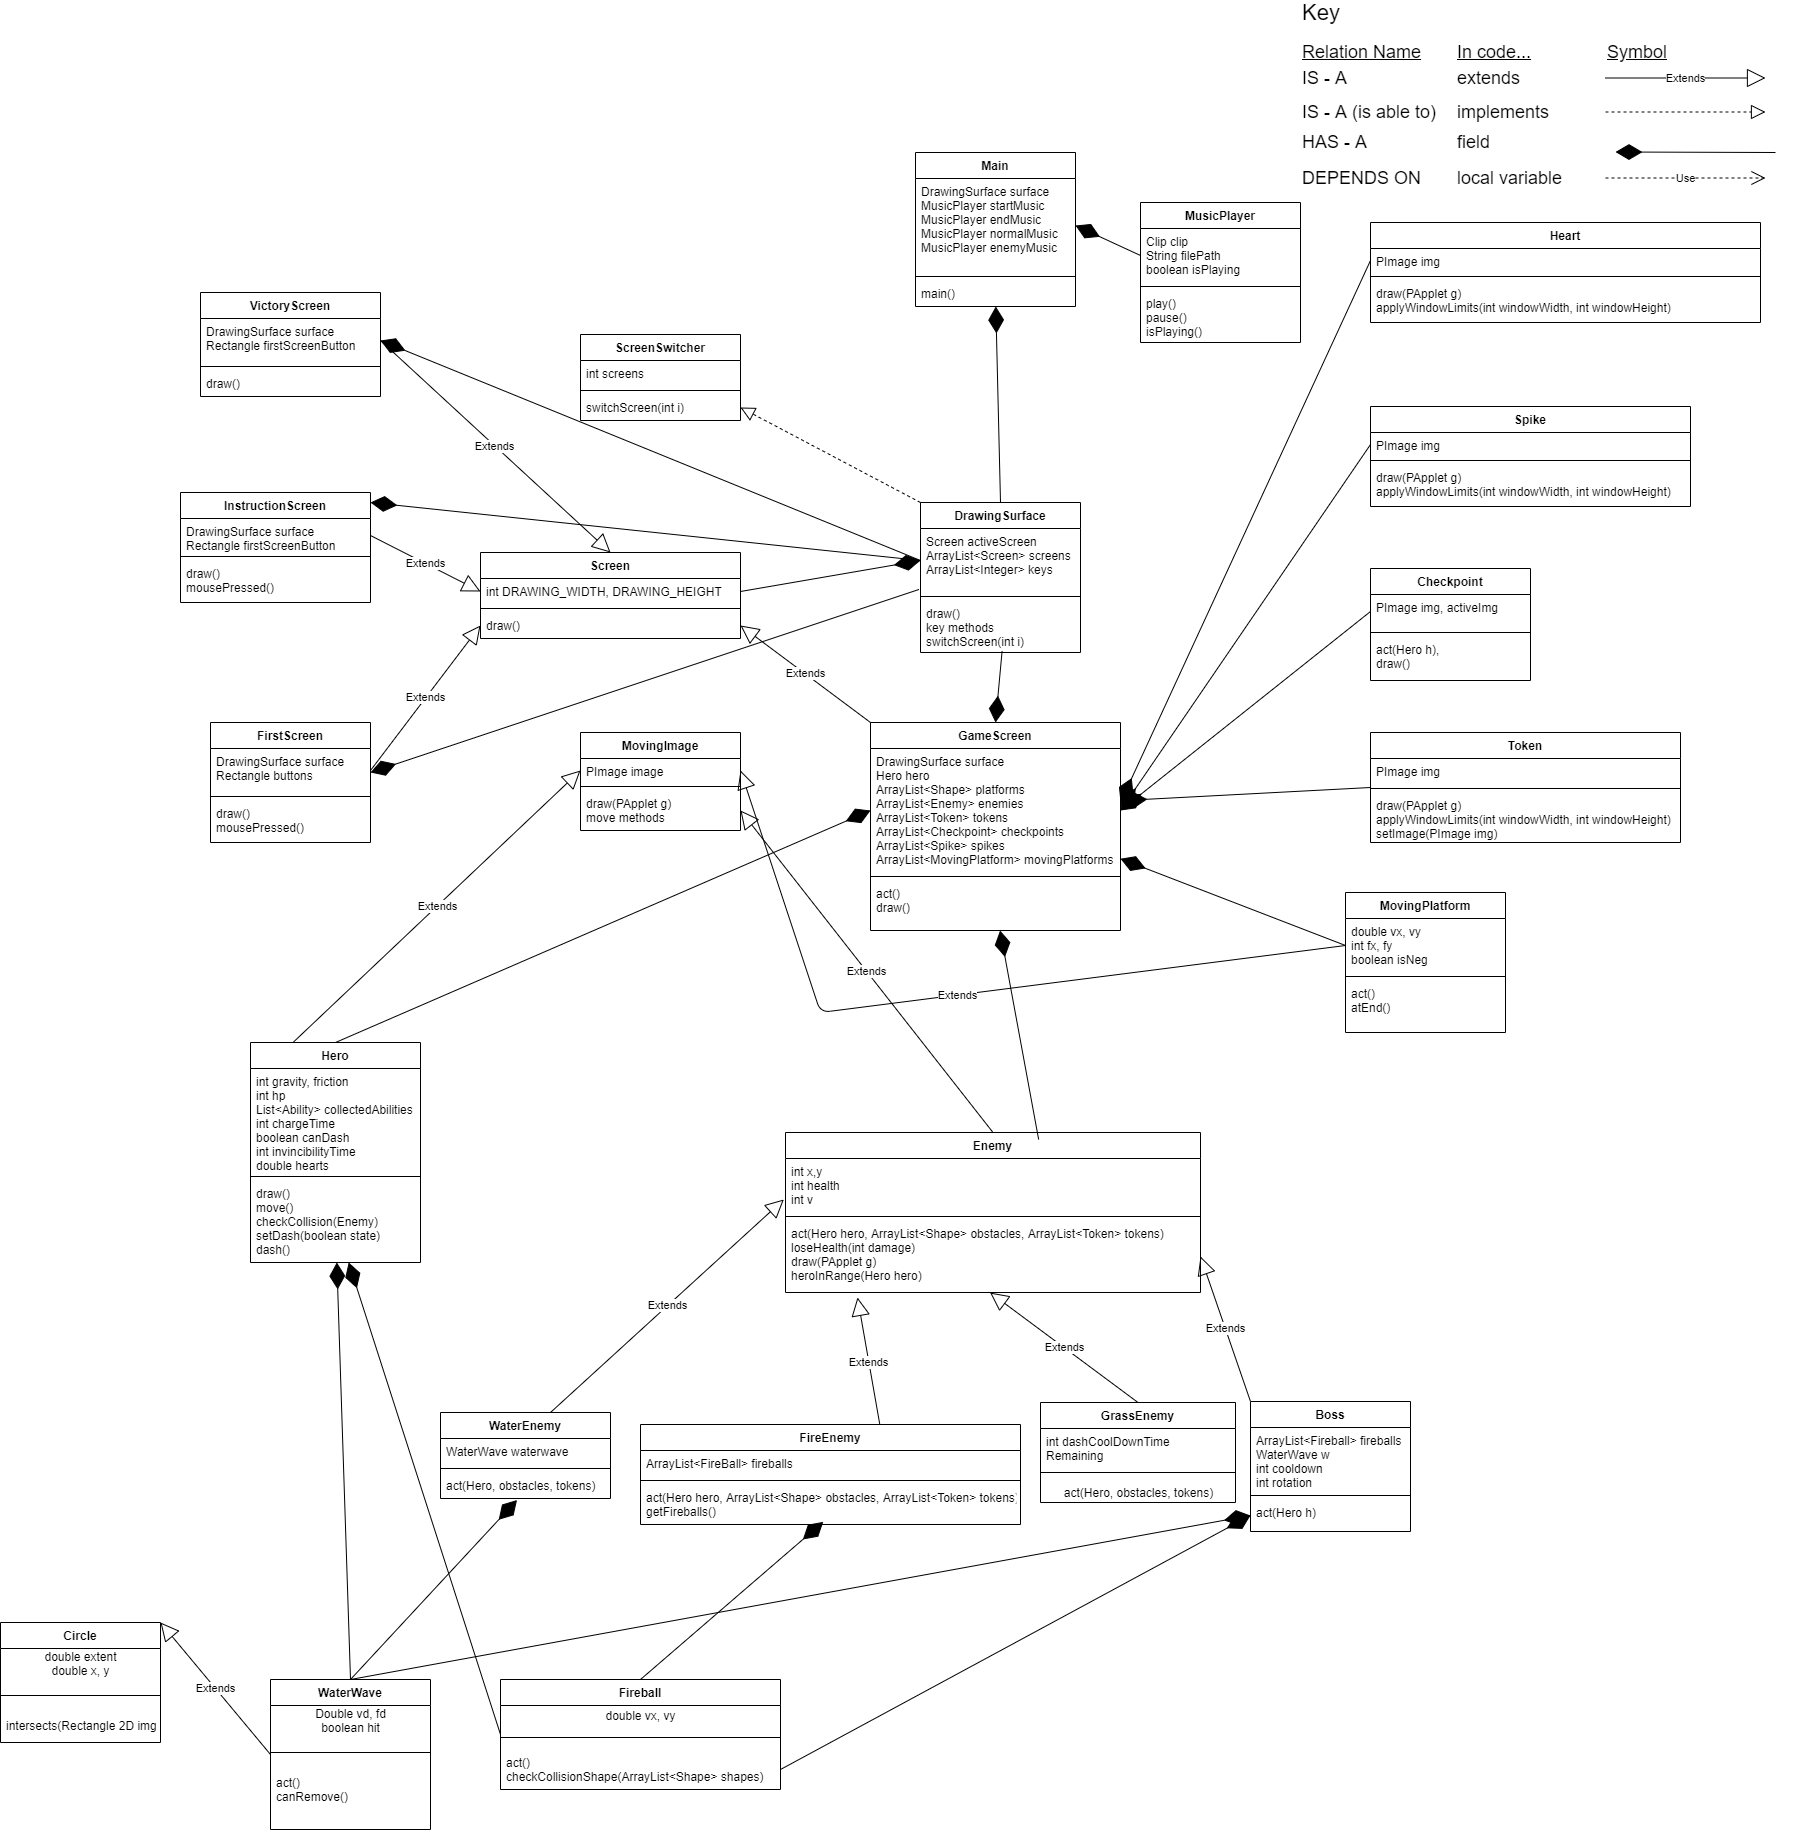 Key
Relation Name In code... Symbol
IS - A extends Extends
IS - A (is able to) implements
HAS - A field
DEPENDS ON local variable Use
Main
DrawingSurface surface
MusicPlayer startMusic
MusicPlayer endMusic
MusicPlayer normalMusic
MusicPlayer enemyMusic
main()
MusicPlayer
Clip clip
String filePath
boolean isPlaying
play()
pause()
isPlaying()
Heart
PImage img
draw(PApplet g)
applyWindowLimits(int windowWidth, int windowHeight)
VictoryScreen
DrawingSurface surface
Rectangle firstScreenButton
draw()
ScreenSwitcher
int screens
switchScreen(int i)
Extends
Spike
PImage img
draw(PApplet g)
applyWindowLimits(int windowWidth, int windowHeight)
InstructionScreen
DrawingSurface surface
Rectangle firstScreenButton
draw()
mousePressed()
Extends
Screen
int DRAWING_WIDTH, DRAWING_HEIGHT
draw()
DrawingSurface
Screen activeScreen
ArrayList<Screen> screens
ArrayList<Integer> keys
draw()
key methods
switchScreen(int i)
Checkpoint
PImage img, activeImg
act(Hero h),
draw()
Extends
Extends
FirstScreen
DrawingSurface surface
Rectangle buttons
draw()
mousePressed()
MovingImage
PImage image
draw(PApplet g)
move methods
GameScreen
DrawingSurface surface
Hero hero
ArrayList<Shape> platforms
ArrayList<Enemy> enemies
ArrayList<Token> tokens
ArrayList<Checkpoint> checkpoints
ArrayList<Spike> spikes
ArrayList<MovingPlatform> movingPlatforms
act()
draw()
Token
PImage img
draw(PApplet g)
applyWindowLimits(int windowWidth, int windowHeight)
setImage(PImage img)
MovingPlatform
double vx, vy
int fx, fy
boolean isNeg
act()
atEnd()
Extends
Extends
Extends
Hero
int gravity, friction
int hp
List<Ability> collectedAbilities
int chargeTime
boolean canDash
int invincibilityTime
double hearts
draw()
move()
checkCollision(Enemy)
setDash(boolean state)
dash()
Enemy
int x,y
int health
int v
act(Hero hero, ArrayList<Shape> obstacles, ArrayList<Token> tokens)
loseHealth(int damage)
draw(PApplet g)
heroInRange(Hero hero)
Extends
Extends
Extends
Extends
WaterEnemy
WaterWave waterwave
act(Hero, obstacles, tokens)
FireEnemy
ArrayList<FireBall> fireballs
act(Hero hero, ArrayList<Shape> obstacles, ArrayList<Token> tokens)
getFireballs()
GrassEnemy
int dashCoolDownTime
Remaining
act(Hero, obstacles, tokens)
Boss
ArrayList<Fireball> fireballs
WaterWave w
int cooldown
int rotation
act(Hero h)
Circle
double extent
double x, y
intersects(Rectangle 2D img
Extends
WaterWave
Double vd, fd
boolean hit
act()
canRemove()
Fireball
double vx, vy
act()
checkCollisionShape(ArrayList<Shape> shapes)